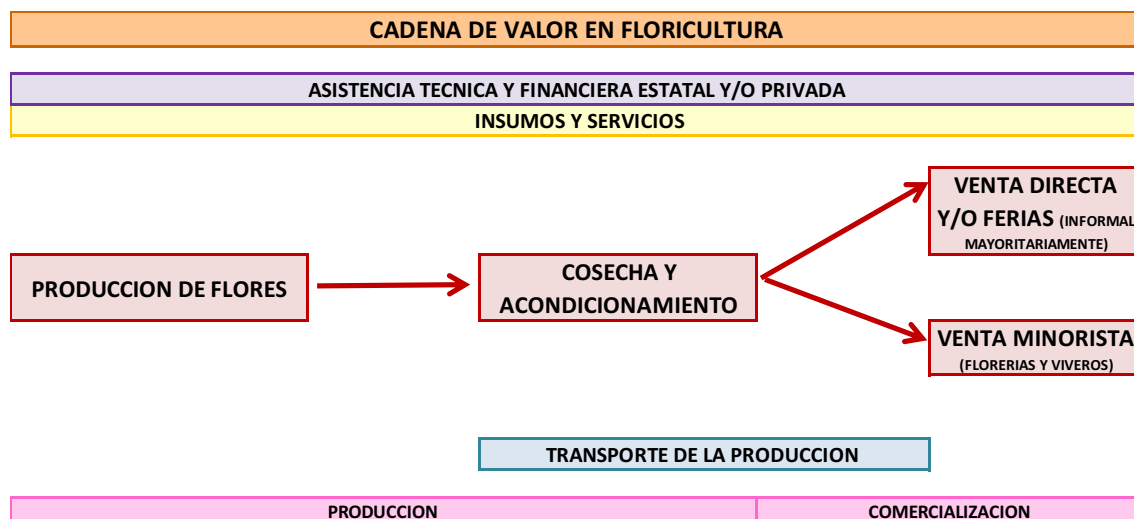 CADENA DE VALOR EN FLORICULTURA
ASISTENCIA TECNICA Y FINANCIERA ESTATAL Y/O PRIVADA
INSUMOS Y SERVICIOS
PRODUCCION DE FLORES
COSECHA Y
ACONDICIONAMIENTO
VENTA DIRECTA
Y/O FERIAS (INFORMAL
MAYORITARIAMENTE)
VENTA MINORISTA
(FLORERIAS Y VIVEROS)
TRANSPORTE DE LA PRODUCCION
PRODUCCION
COMERCIALIZACION